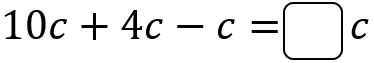 10c + 4c − c = ☐ c